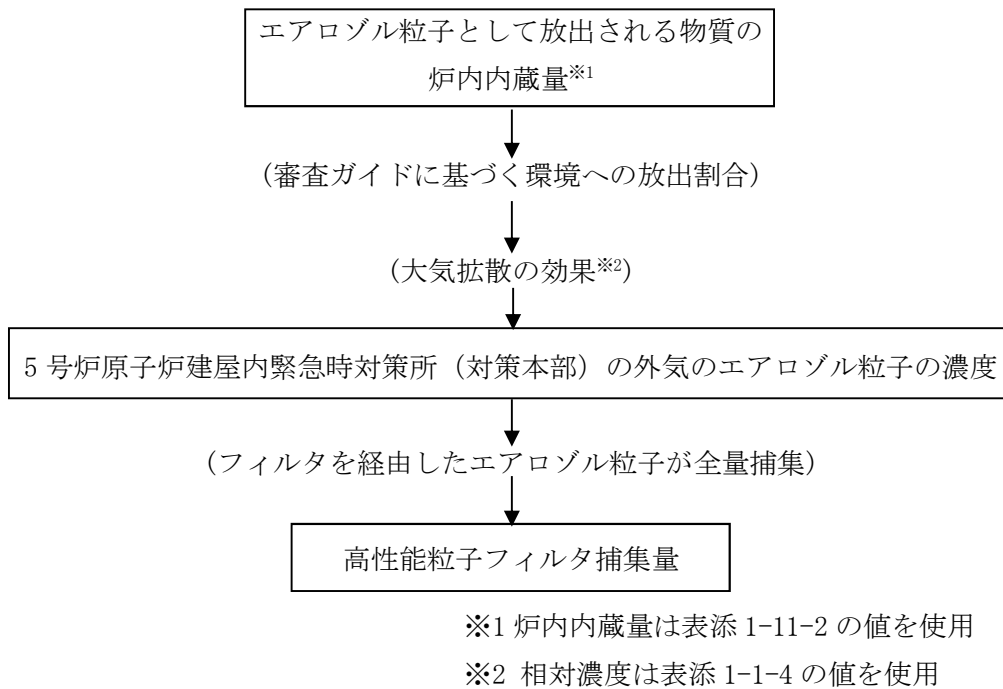 エアロゾル粒子として放出される物質の
炉内内蔵量※1
(審査ガイドに基づく環境への放出割合)
(大気拡散の効果※2)
5 号炉原子炉建屋内緊急時対策所（対策本部）の外気のエアロゾル粒子の濃度
(フィルタを経由したエアロゾル粒子が全量捕集)
高性能粒子フィルタ捕集量
※1 炉内内蔵量は表添 1-11-2 の値を使用
※2 相対濃度は表添 1-1-4 の値を使用